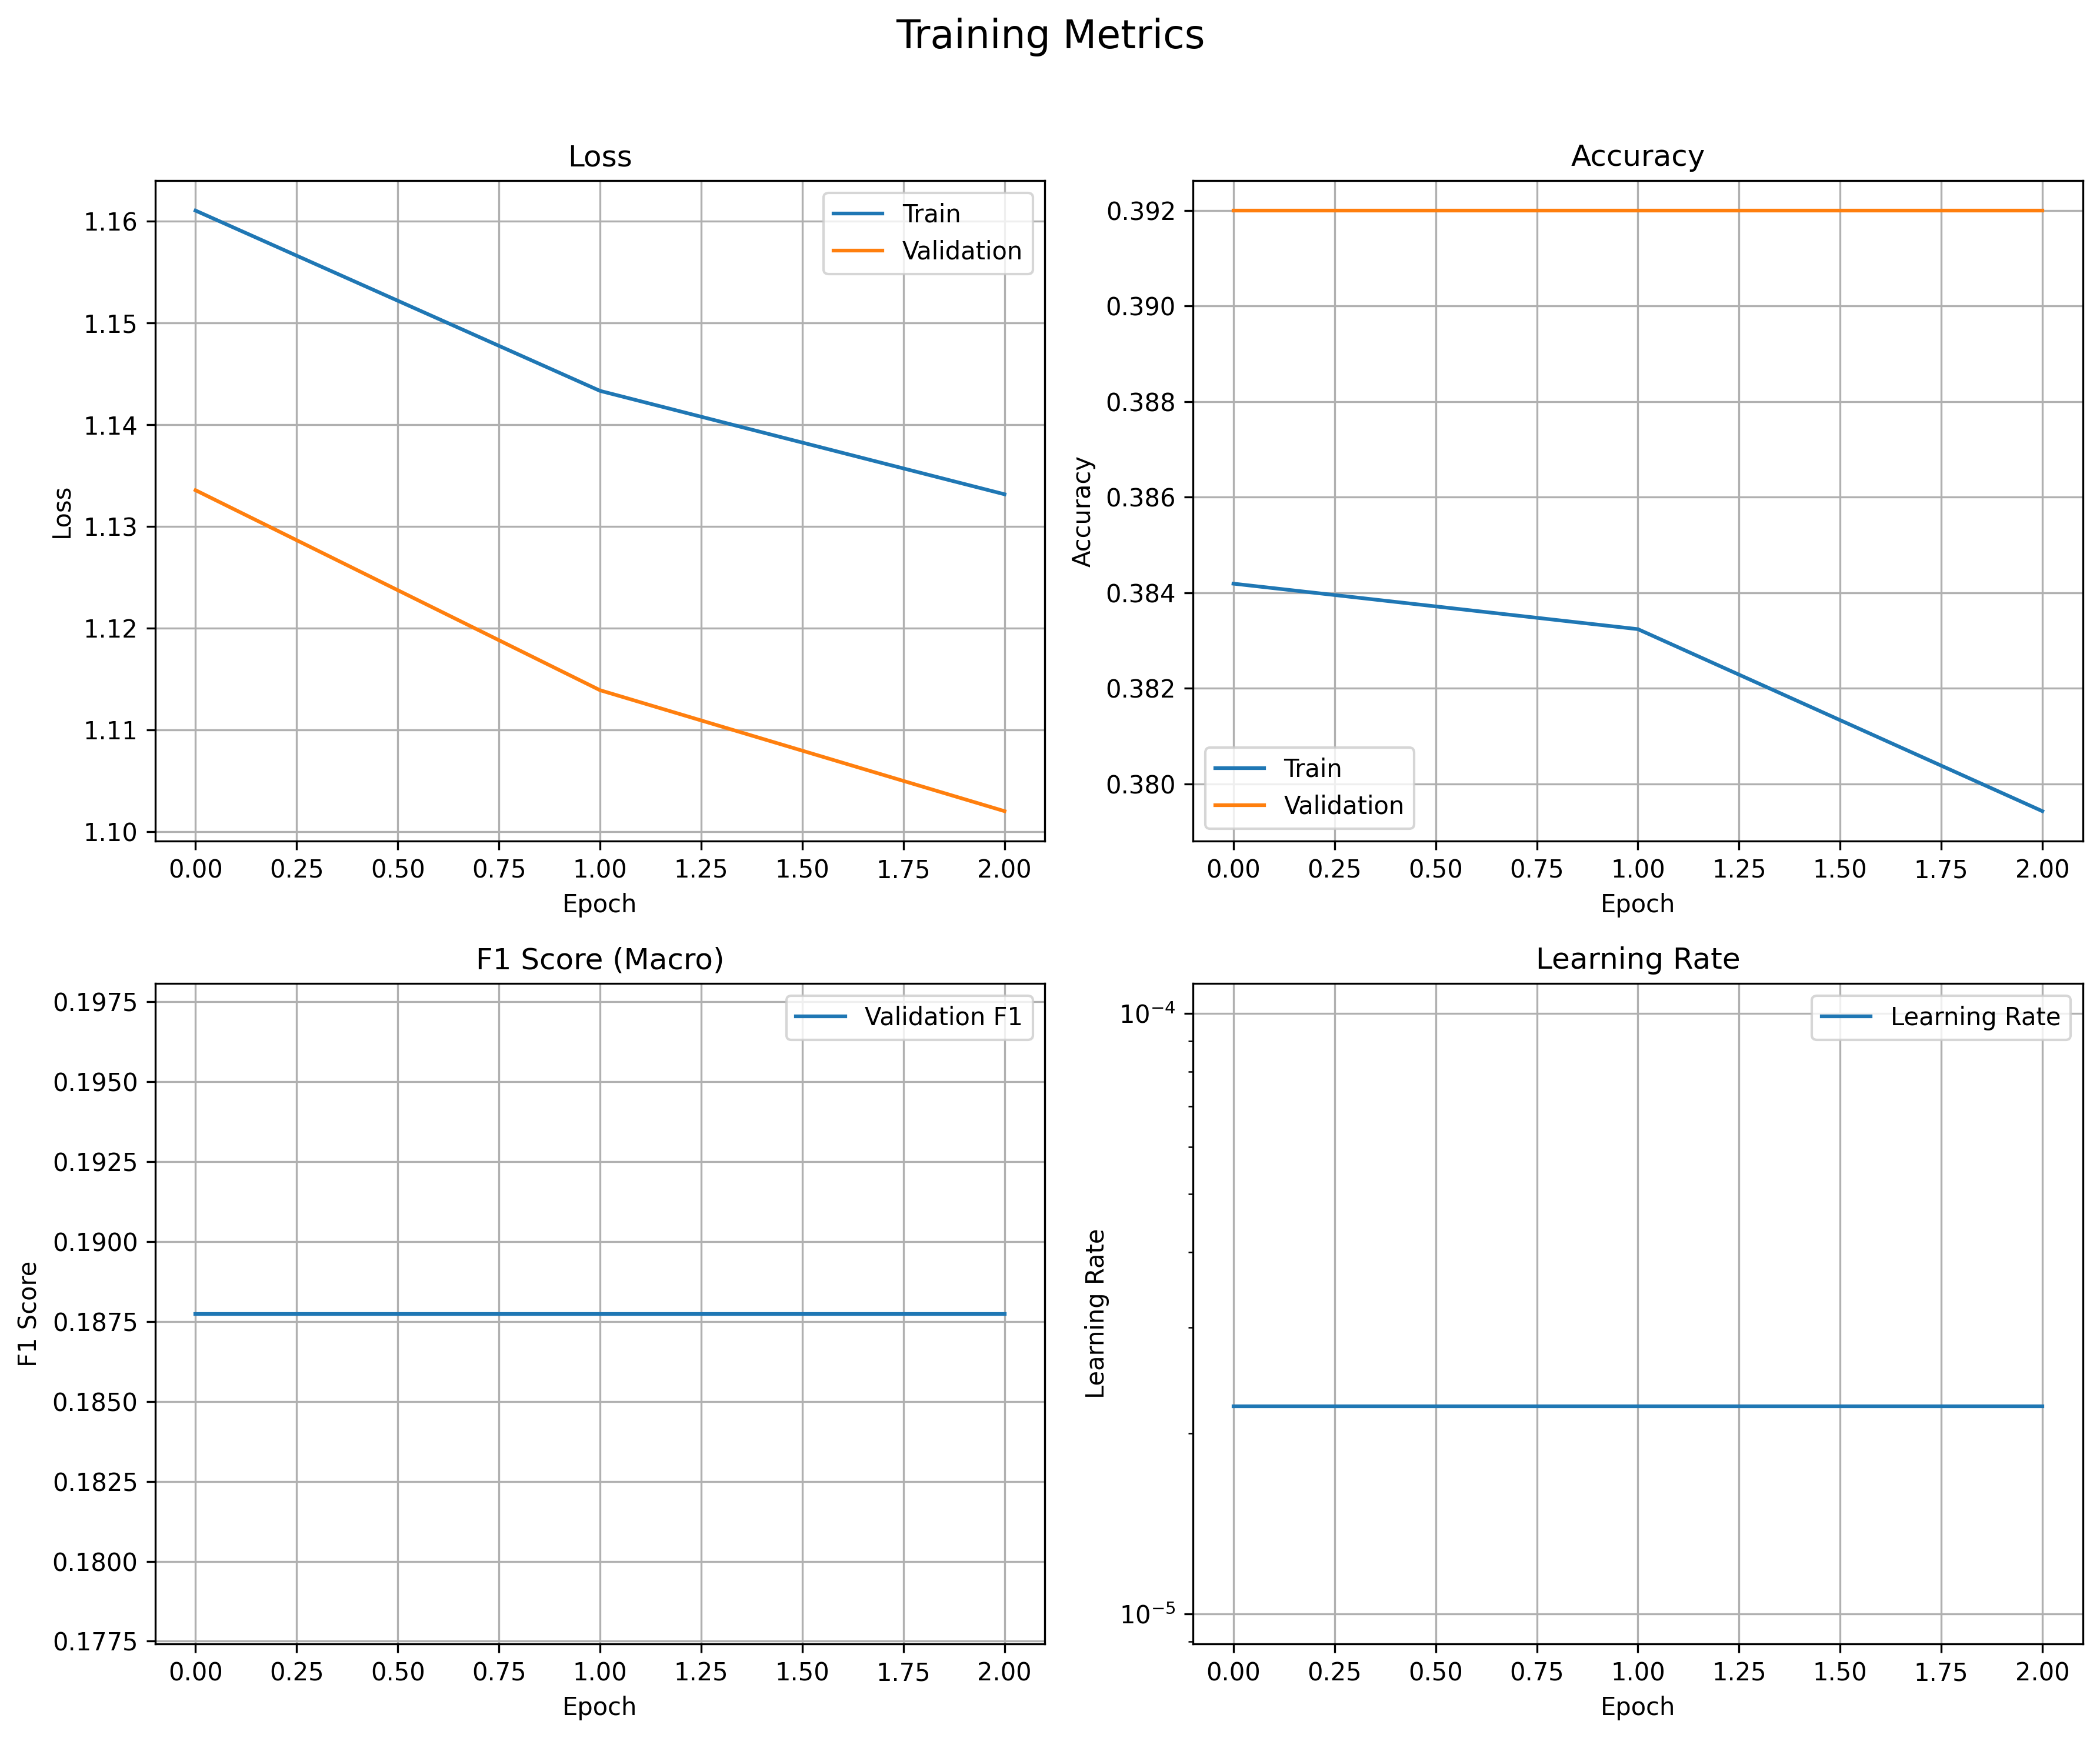 Training Metrics
Loss
1.16
1.15
1.14
1.13
1.12
1.11
1.10
Loss
Train
Validation
0.00 0.25 0.50 0.75 1.00 1.25 1.50 1.75 2.00
Epoch
Accuracy
0.392
0.390
0.388
0.386
0.384
0.382
0.380
Accuracy
Train
Validation
0.00 0.25 0.50 0.75 1.00 1.25 1.50 1.75 2.00
Epoch
F1 Score (Macro)
0.1975
0.1950
0.1925
0.1900
0.1875
0.1850
0.1825
0.1800
0.1775
F1 Score
Validation F1
0.00 0.25 0.50 0.75 1.00 1.25 1.50 1.75 2.00
Epoch
Learning Rate
10⁻⁴
10⁻⁵
Learning Rate
Learning Rate
0.00 0.25 0.50 0.75 1.00 1.25 1.50 1.75 2.00
Epoch